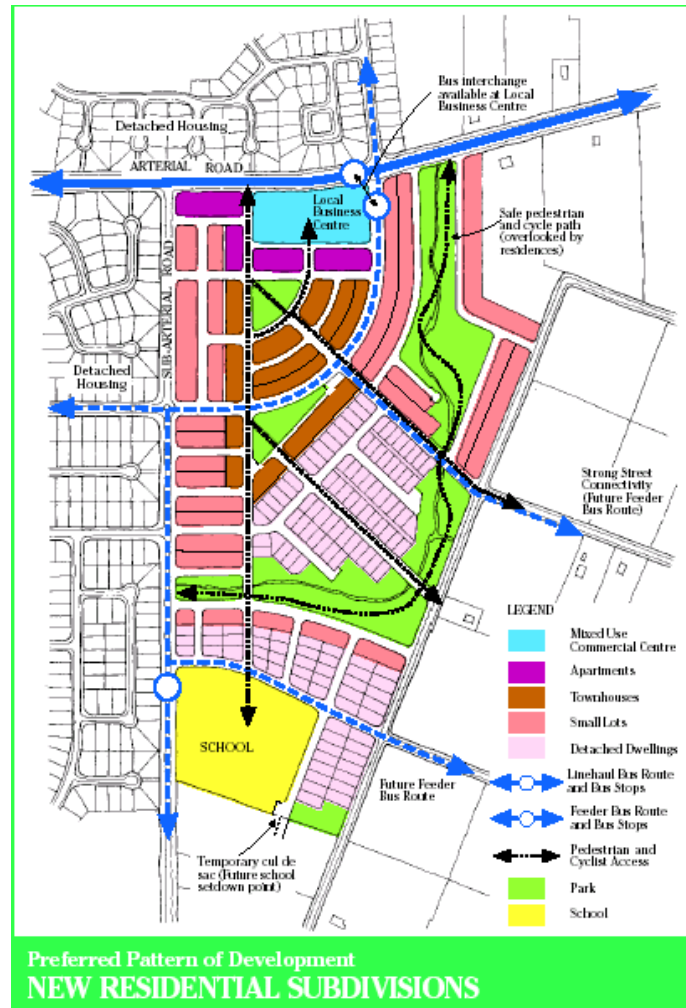 Bus interchange
available at Local
Business Centre
Detached Housing
ARTERIAL ROAD
Local
Business
Centre
Safe pedestrian
and cycle path
(overlooked by
residences)
SUB-ARTERIAL ROAD
Detached
Housing
Strong Street
Connectivity
(Future Feeder
Bus Route)
LEGEND
Mixed Use
Commercial Centre
Apartments
Townhouses
Small Lots
Detached Dwellings
Linehaul Bus Route
and Bus Stops
Feeder Bus Route
and Bus Stops
Pedestrian and
Cyclist Access
Park
School
SCHOOL
Future Feeder
Bus Route
Temporary cul de
sac (Future school
setdown point)
Preferred Pattern of Development
NEW RESIDENTIAL SUBDIVISIONS